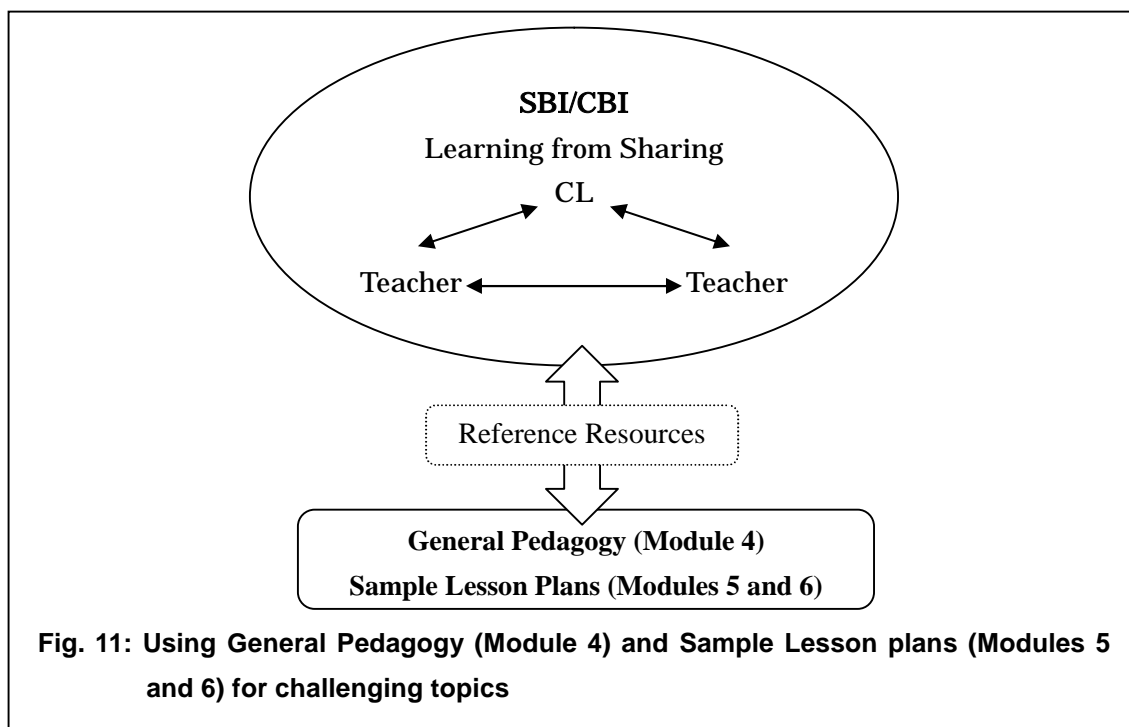 SBI/CBI
Learning from Sharing
CL
Teacher Teacher
Reference Resources
General Pedagogy (Module 4)
Sample Lesson Plans (Modules 5 and 6)
Fig. 11: Using General Pedagogy (Module 4) and Sample Lesson plans (Modules 5
and 6) for challenging topics